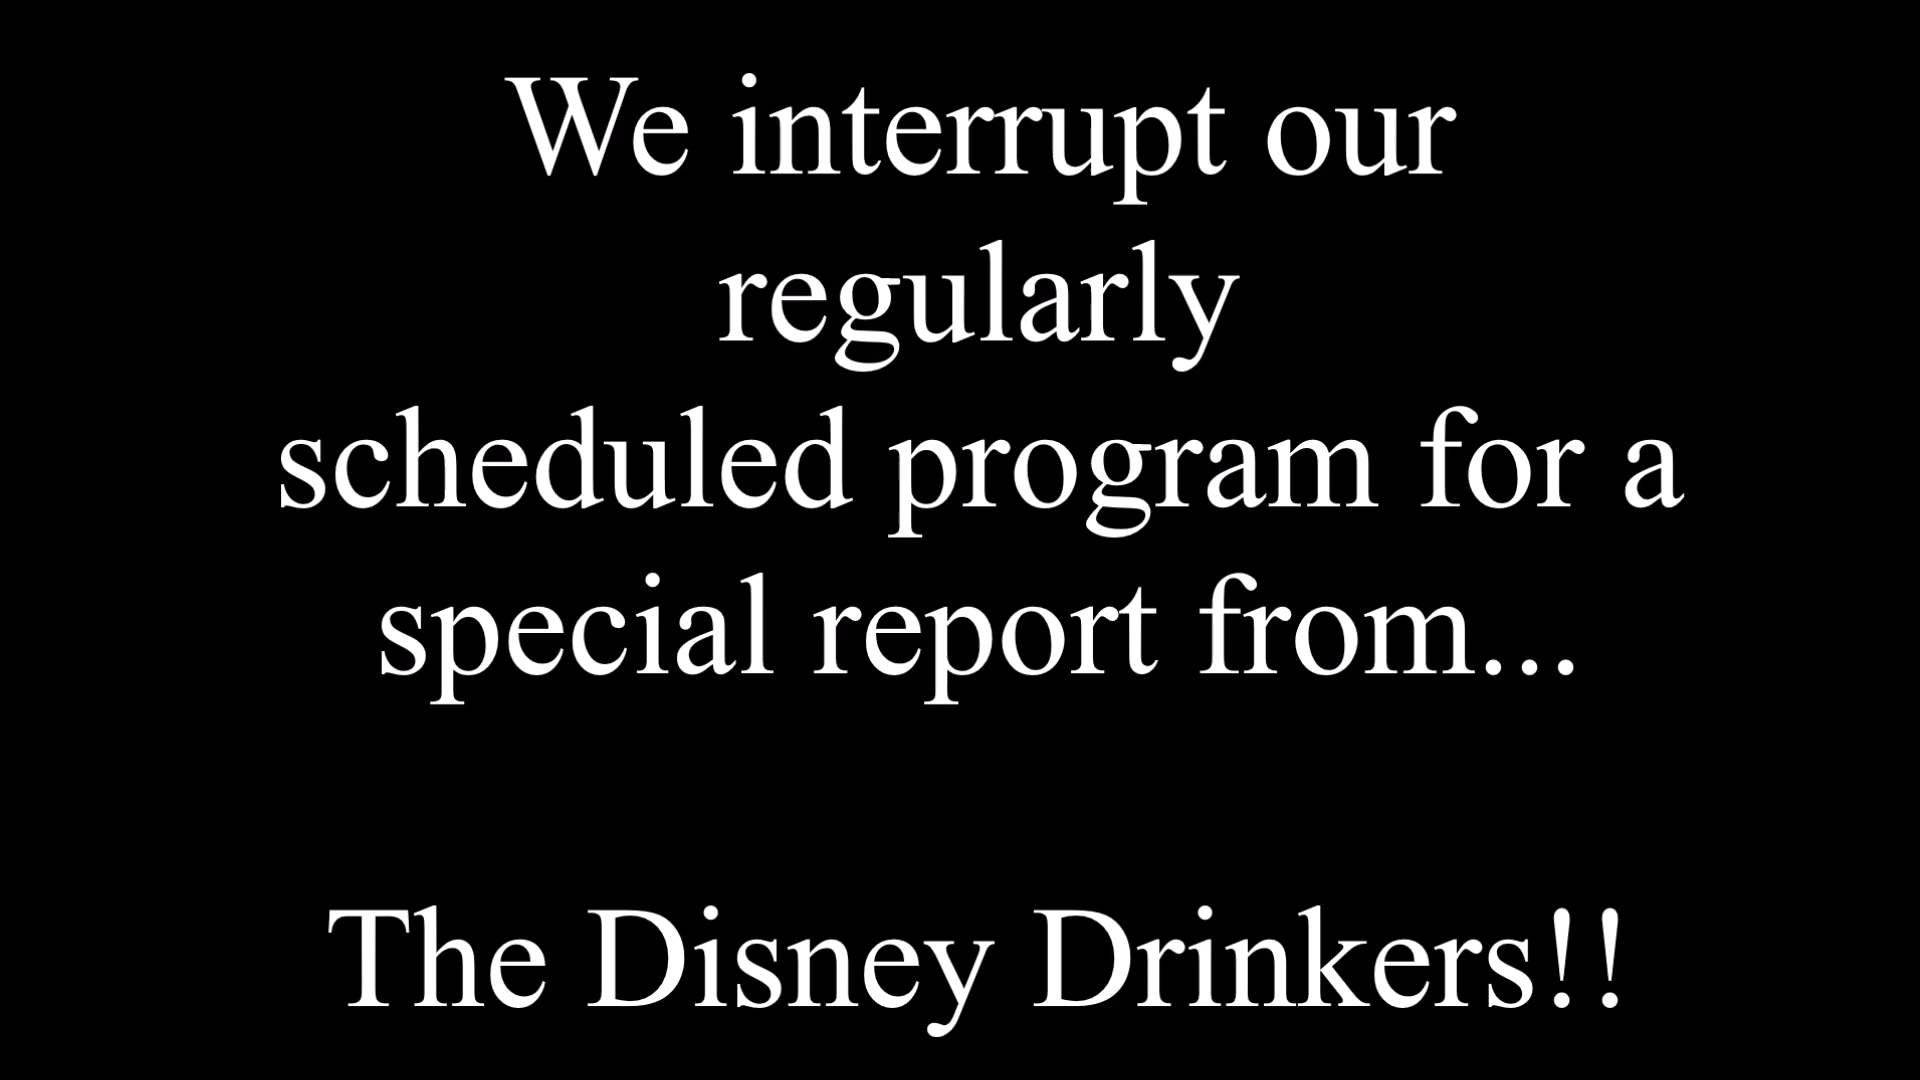 We interrupt our
regularly
scheduled program for a
special report from...
The Disney Drinkers!!